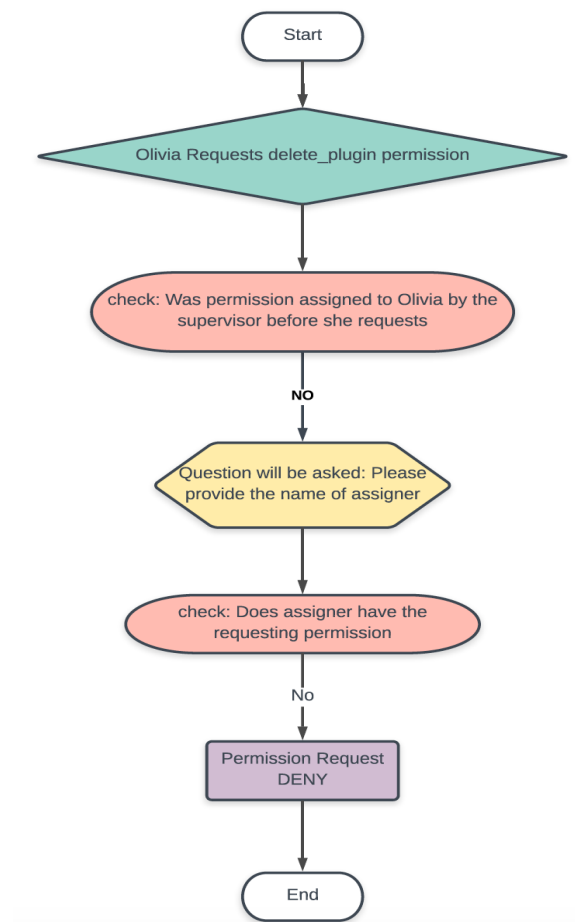 Start
Olivia Requests delete_plugin permission
check: Was permission assigned to Olivia by the
supervisor before she requests
NO
Question will be asked: Please
provide the name of assigner
check: Does assigner have the
requesting permission
No
Permission Request
DENY
End